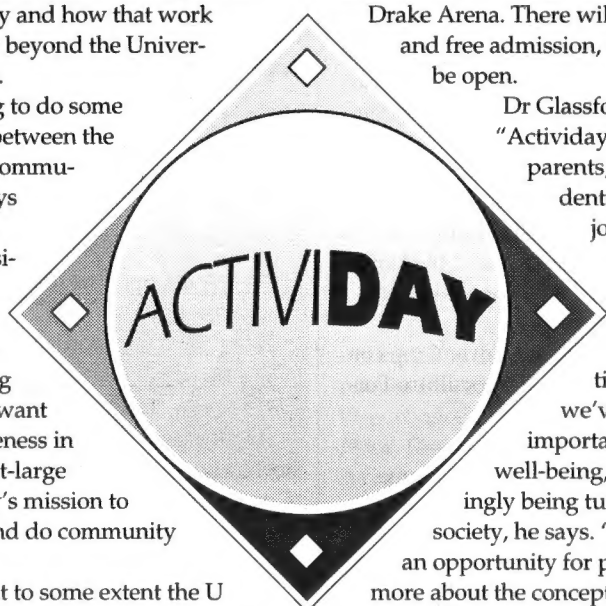 y and how that work
beyond the Univer-
.
g to do some
between the
ommu-
ys
si-
g
want
eness in
t-large
's mission to
nd do community
t to some extent the U
ACTIVIDAY
Drake Arena. There wil
and free admission,
be open.
Dr Glassfo
"Actividay
parents,
dent
jo
ti
we'v
importa
well-being,
ingly being tu
society, he says. "
an opportunity for p
more about the concept